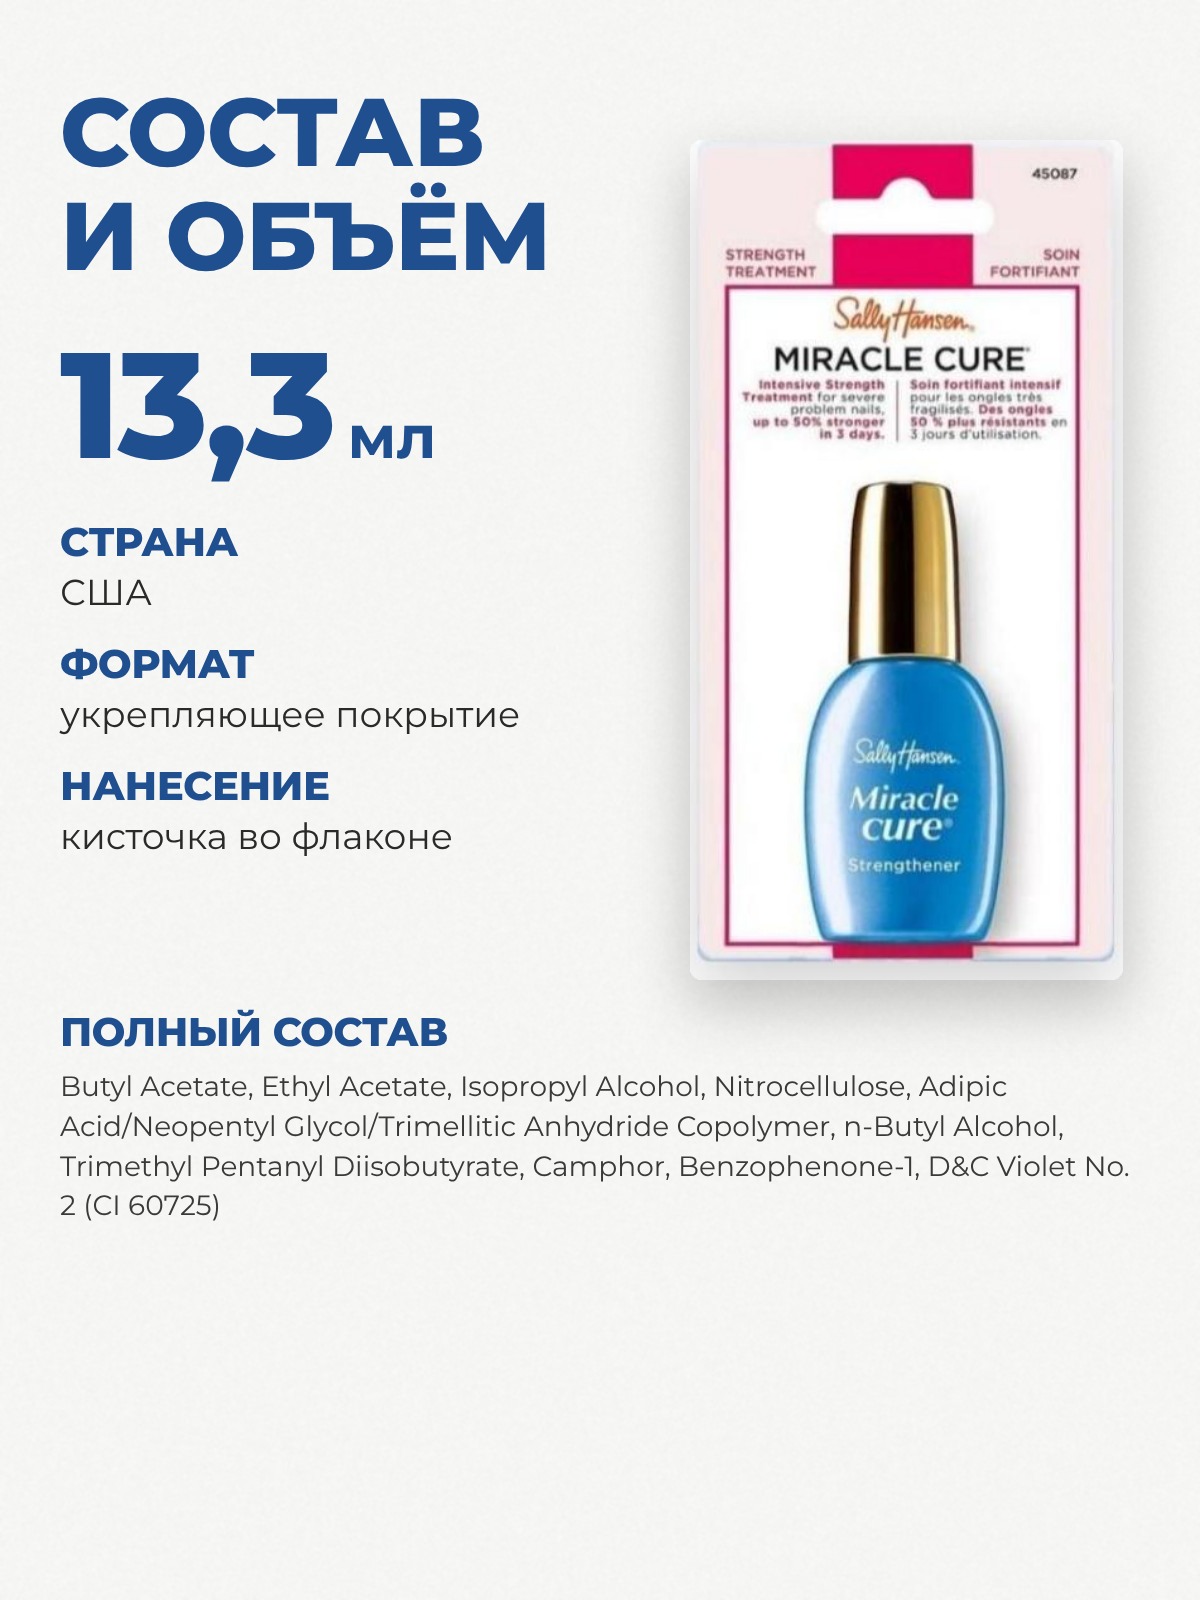 СОСТАВ
И ОБЪЁМ
13,3 мл
СТРАНА
США
ФОРМАТ
укрепляющее покрытие
НАНЕСЕНИЕ
кисточка во флаконе
45087
STRENGTH
TREATMENT
SOIN
FORTIFIANT
Sally Hansen®
MIRACLE CURE®
Intensive Strength
Treatment for severe
problem nails,
up to 50% stronger
in 3 days.
Soin fortifiant intensif
pour les ongles très
fragilisés. Des ongles
50 % plus résistants en
3 jours d'utilisation.
Sally Hansen
Miracle
cure®
Strengthener
ПОЛНЫЙ СОСТАВ
Butyl Acetate, Ethyl Acetate, Isopropyl Alcohol, Nitrocellulose, Adipic
Acid/Neopentyl Glycol/Trimellitic Anhydride Copolymer, n-Butyl Alcohol,
Trimethyl Pentanyl Diisobutyrate, Camphor, Benzophenone-1, D&C Violet No.
2 (CI 60725)